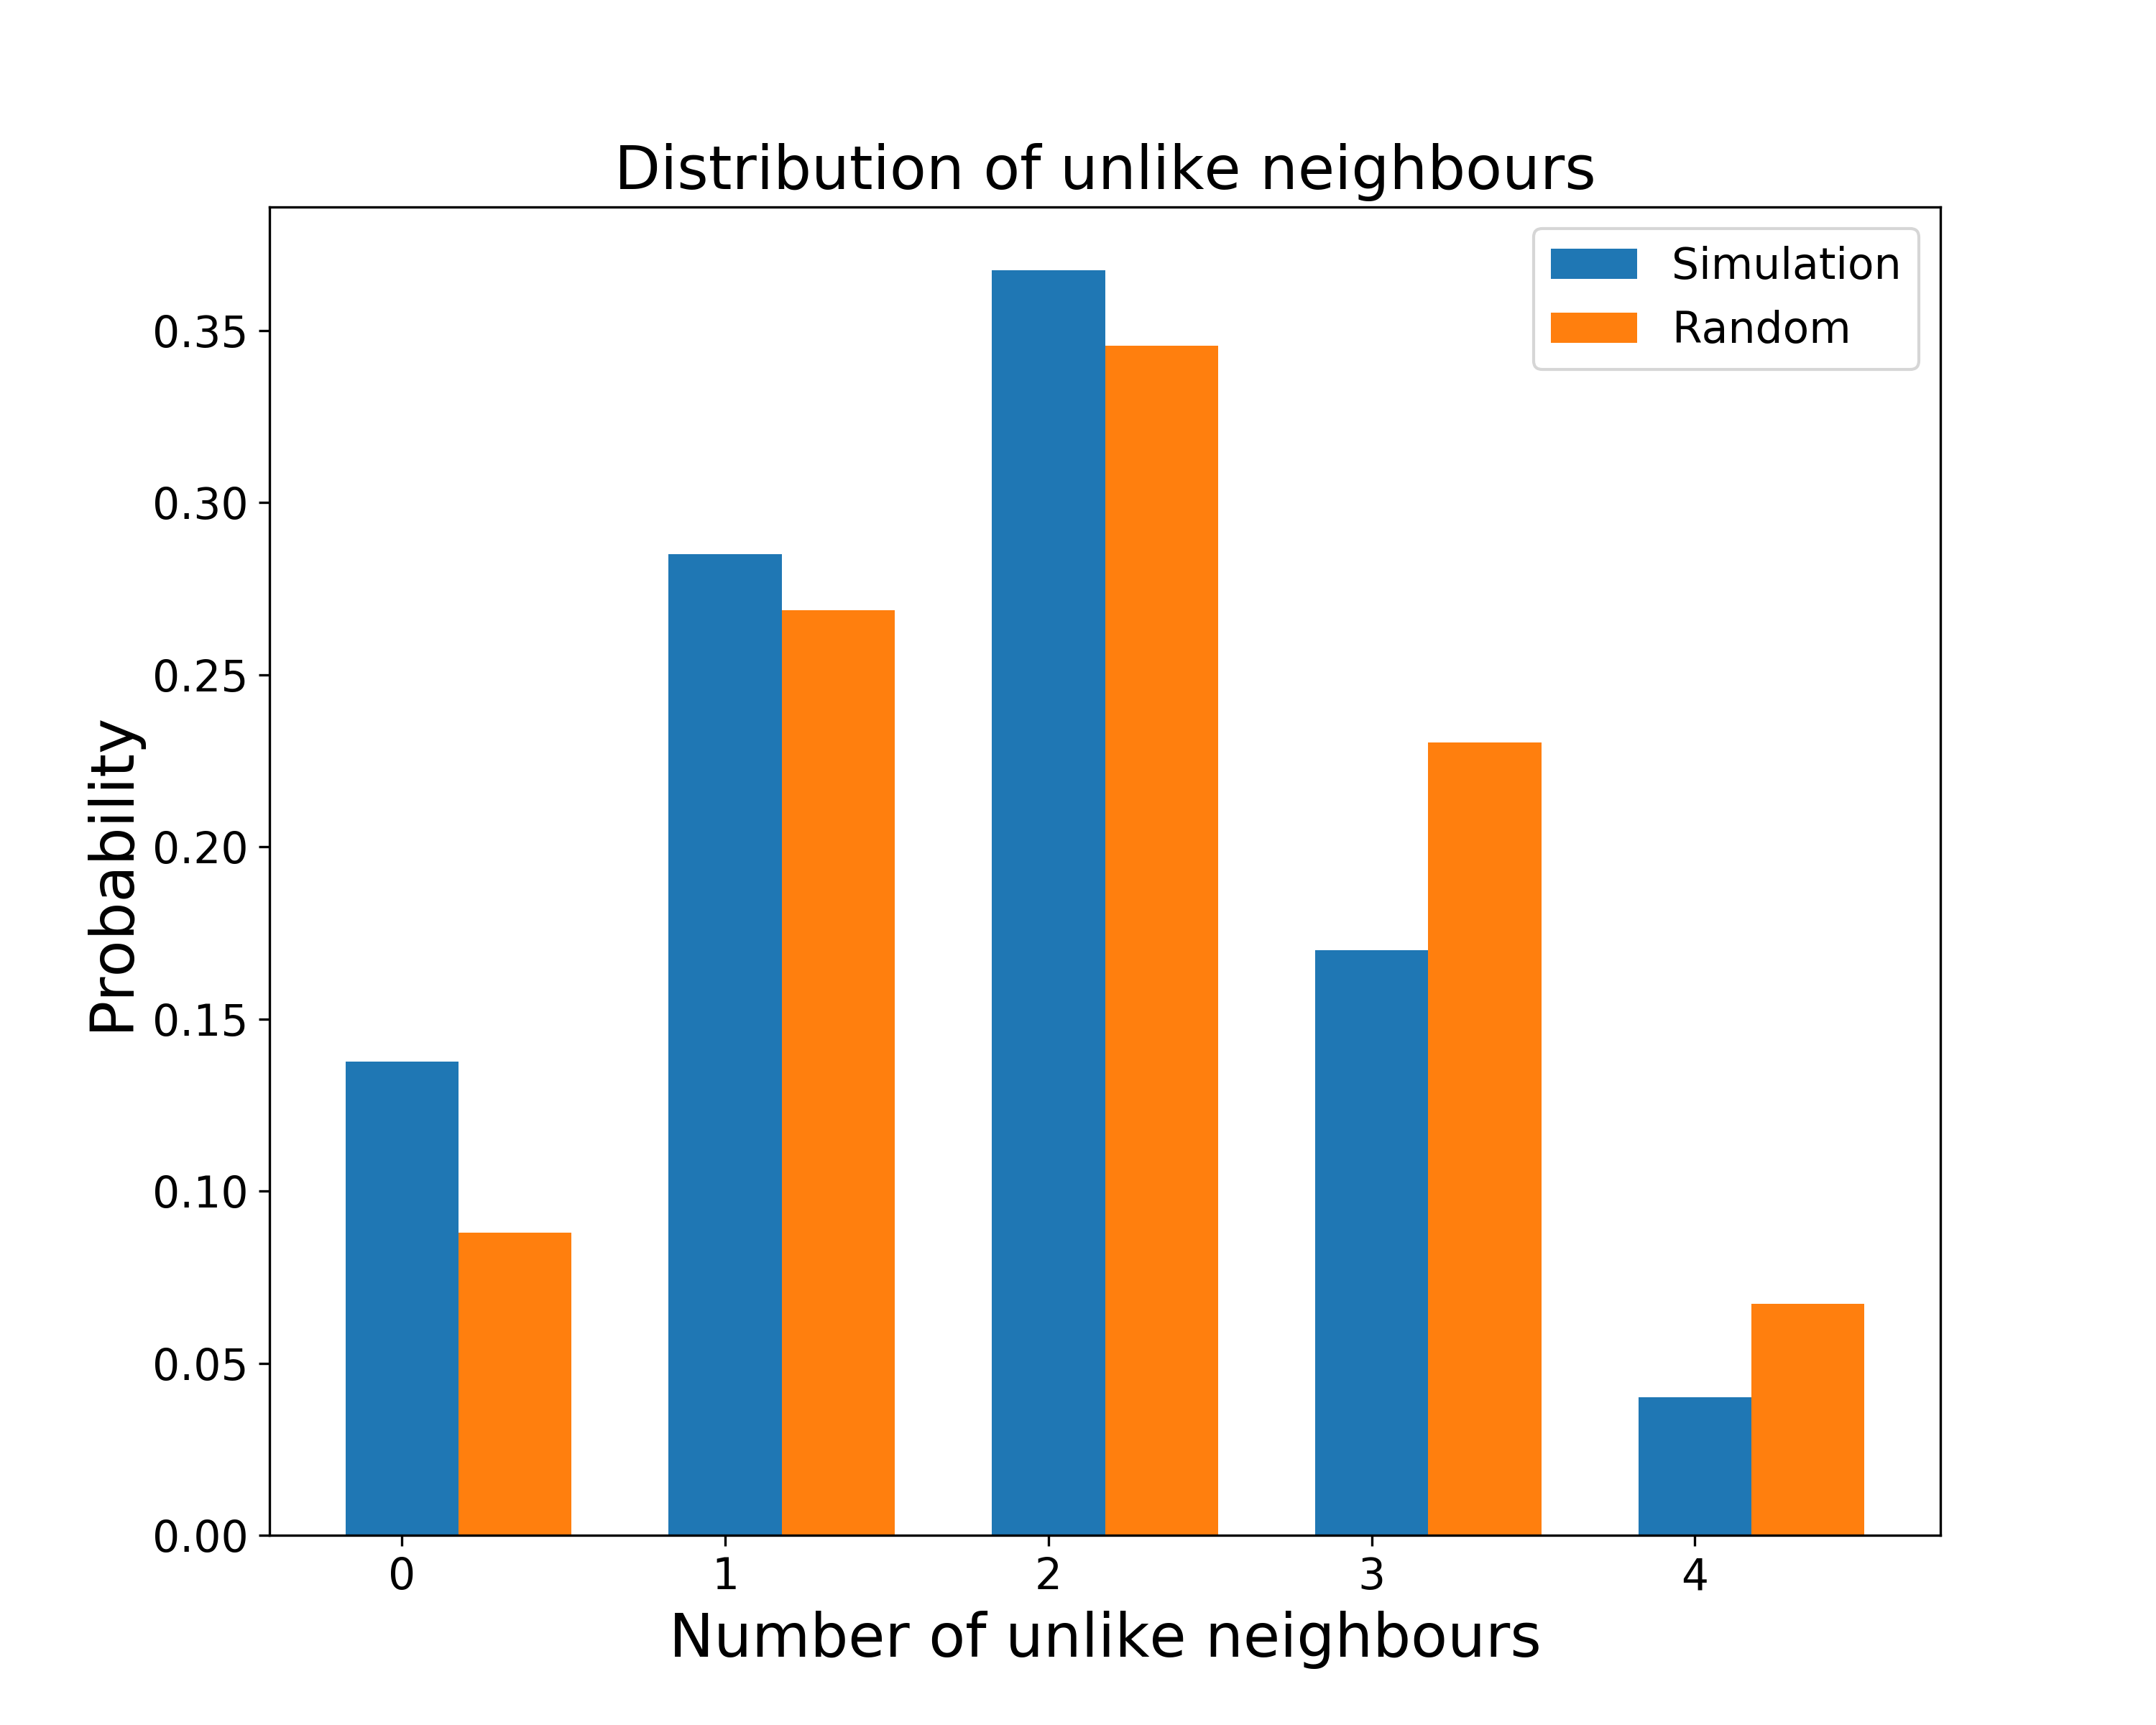 Distribution of unlike neighbours
Simulation
Random
0.35
0.30
0.25
0.20
0.15
0.10
0.05
0.00
Probability
0 1 2 3 4
Number of unlike neighbours